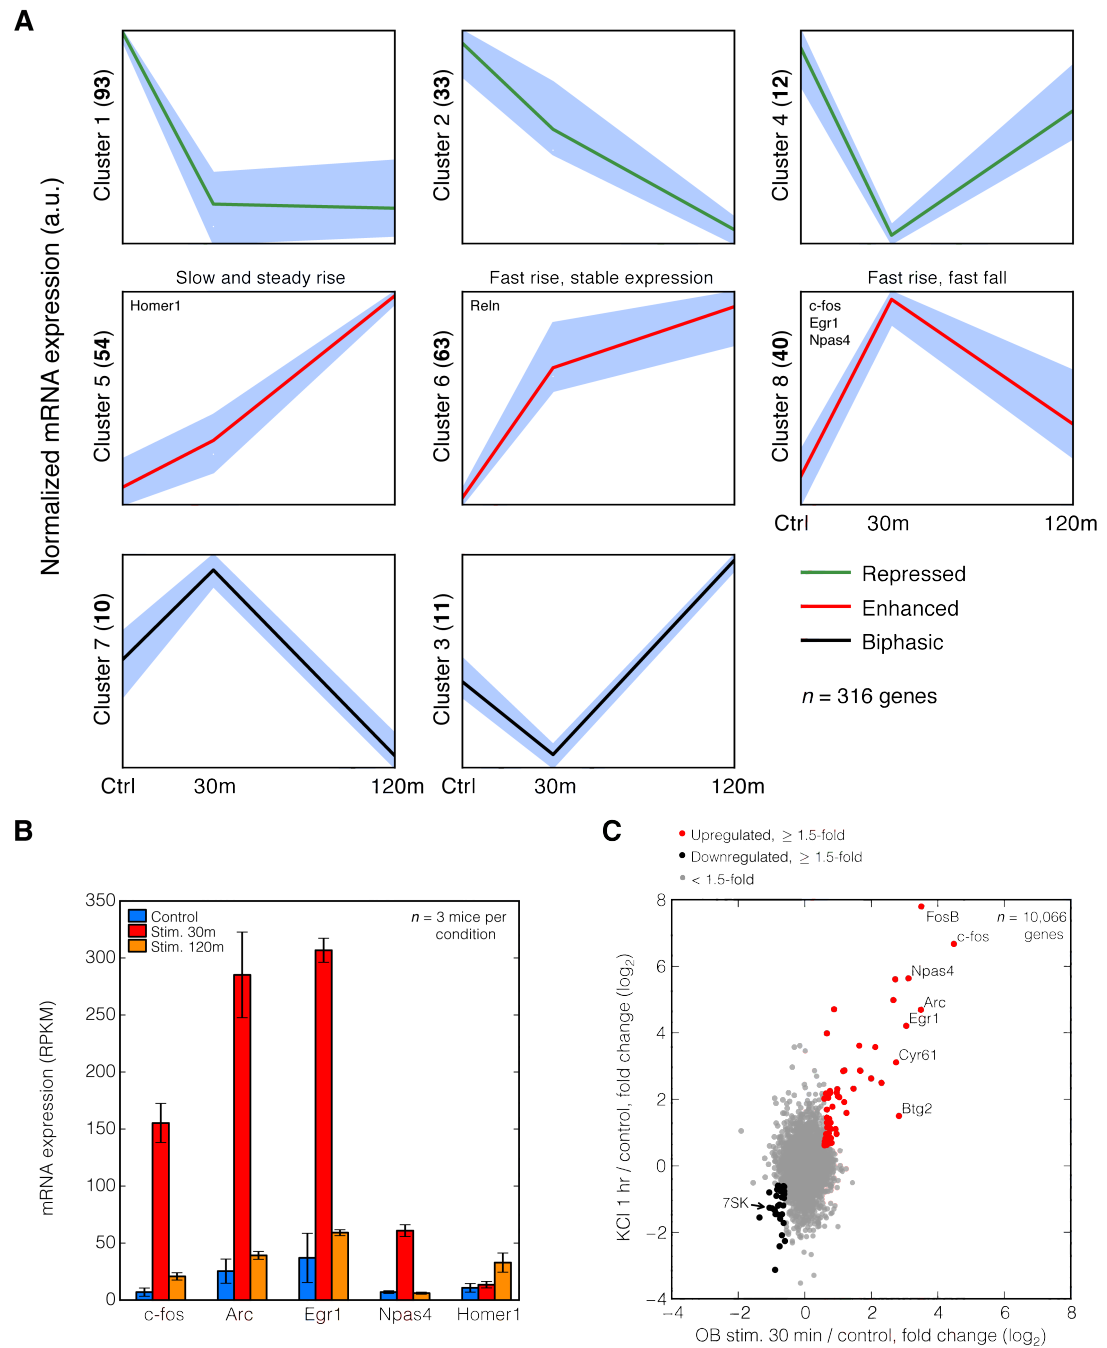 A
Normalized mRNA expression (a.u.)
Cluster 1 (93)
Cluster 2 (33)
Cluster 4 (12)
Slow and steady rise
Fast rise, stable expression
Fast rise, fast fall
Cluster 5 (54)
Homer1
Cluster 6 (63)
Reln
Cluster 8 (40)
c-fos
Egr1
Npas4
Ctrl 30m 120m
Cluster 7 (10)
Cluster 3 (11)
Repressed
Enhanced
Biphasic
n = 316 genes
Ctrl 30m 120m
Ctrl 30m 120m
B
mRNA expression (RPKM)
350
300
250
200
150
100
50
0
Control
Stim. 30m
Stim. 120m
n = 3 mice per
condition
c-fos Arc Egr1 Npas4 Homer1
C
Upregulated, ≥ 1.5-fold
Downregulated, ≥ 1.5-fold
< 1.5-fold
KCl 1 hr / control, fold change (log2)
8
6
4
2
0
−2
−4
n = 10,066
genes
FosB
c-fos
Npas4
Arc
Egr1
Cyr61
Btg2
7SK
−4 −2 0 2 4 6 8
OB stim. 30 min / control, fold change (log2)